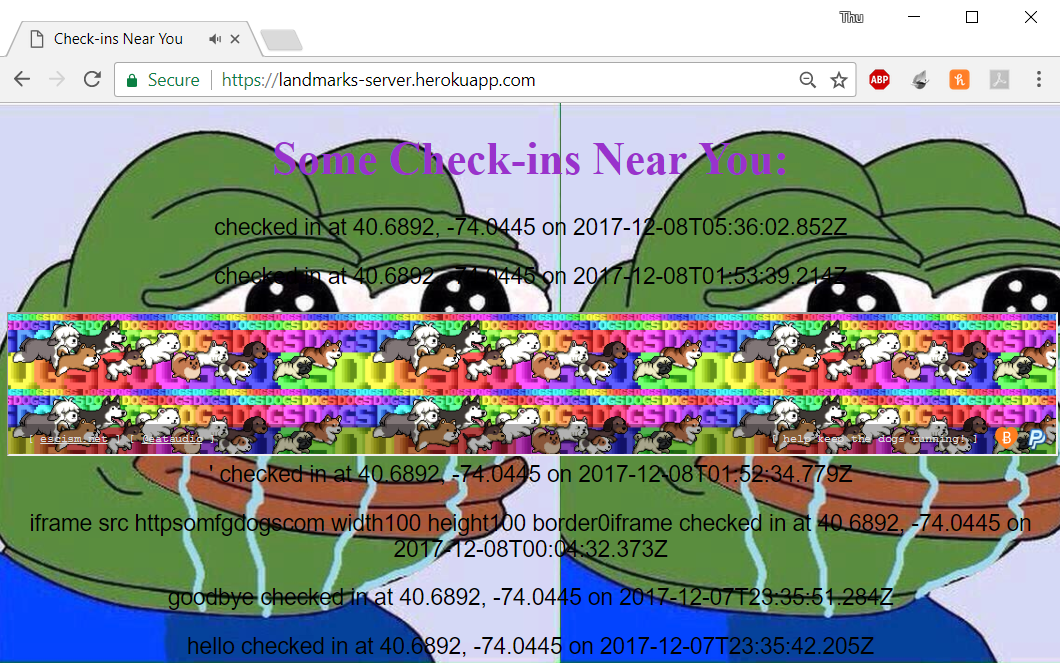 Thu
Check-ins Near You
Secure
https://landmarks-server.herokuapp.com
ABP
Some Check-ins Near You:
checked in at 40.6892, -74.0445 on 2017-12-08T05:36:02.852Z
checked in at 40.6892, -74.0445 on 2017-12-08T01:53:39.214Z
[ escism.net [ @eataudio ]
[ help keep the dogs running! ]
' checked in at 40.6892, -74.0445 on 2017-12-08T01:52:34.779Z
iframe src httpsomfgdogscom width100 height100 border0iframe checked in at 40.6892, -74.0445 on
2017-12-08T00:04:32.373Z
goodbye checked in at 40.6892, -74.0445 on 2017-12-07T23:35:51.284Z
hello checked in at 40.6892, -74.0445 on 2017-12-07T23:35:42.205Z